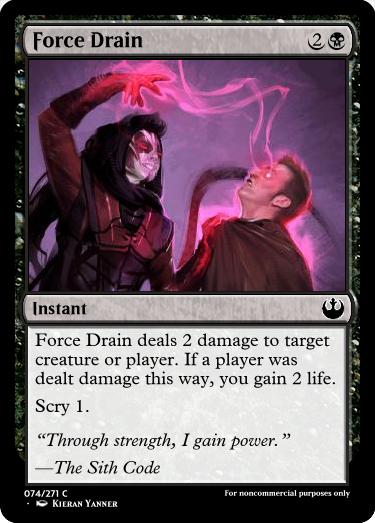 Force Drain 2
Instant
Force Drain deals 2 damage to target
creature or player. If a player was
dealt damage this way, you gain 2 life.
Scry 1.
“Through strength, I gain power.”
—The Sith Code
074/271 C
For noncommercial purposes only
· Kieran Yanner